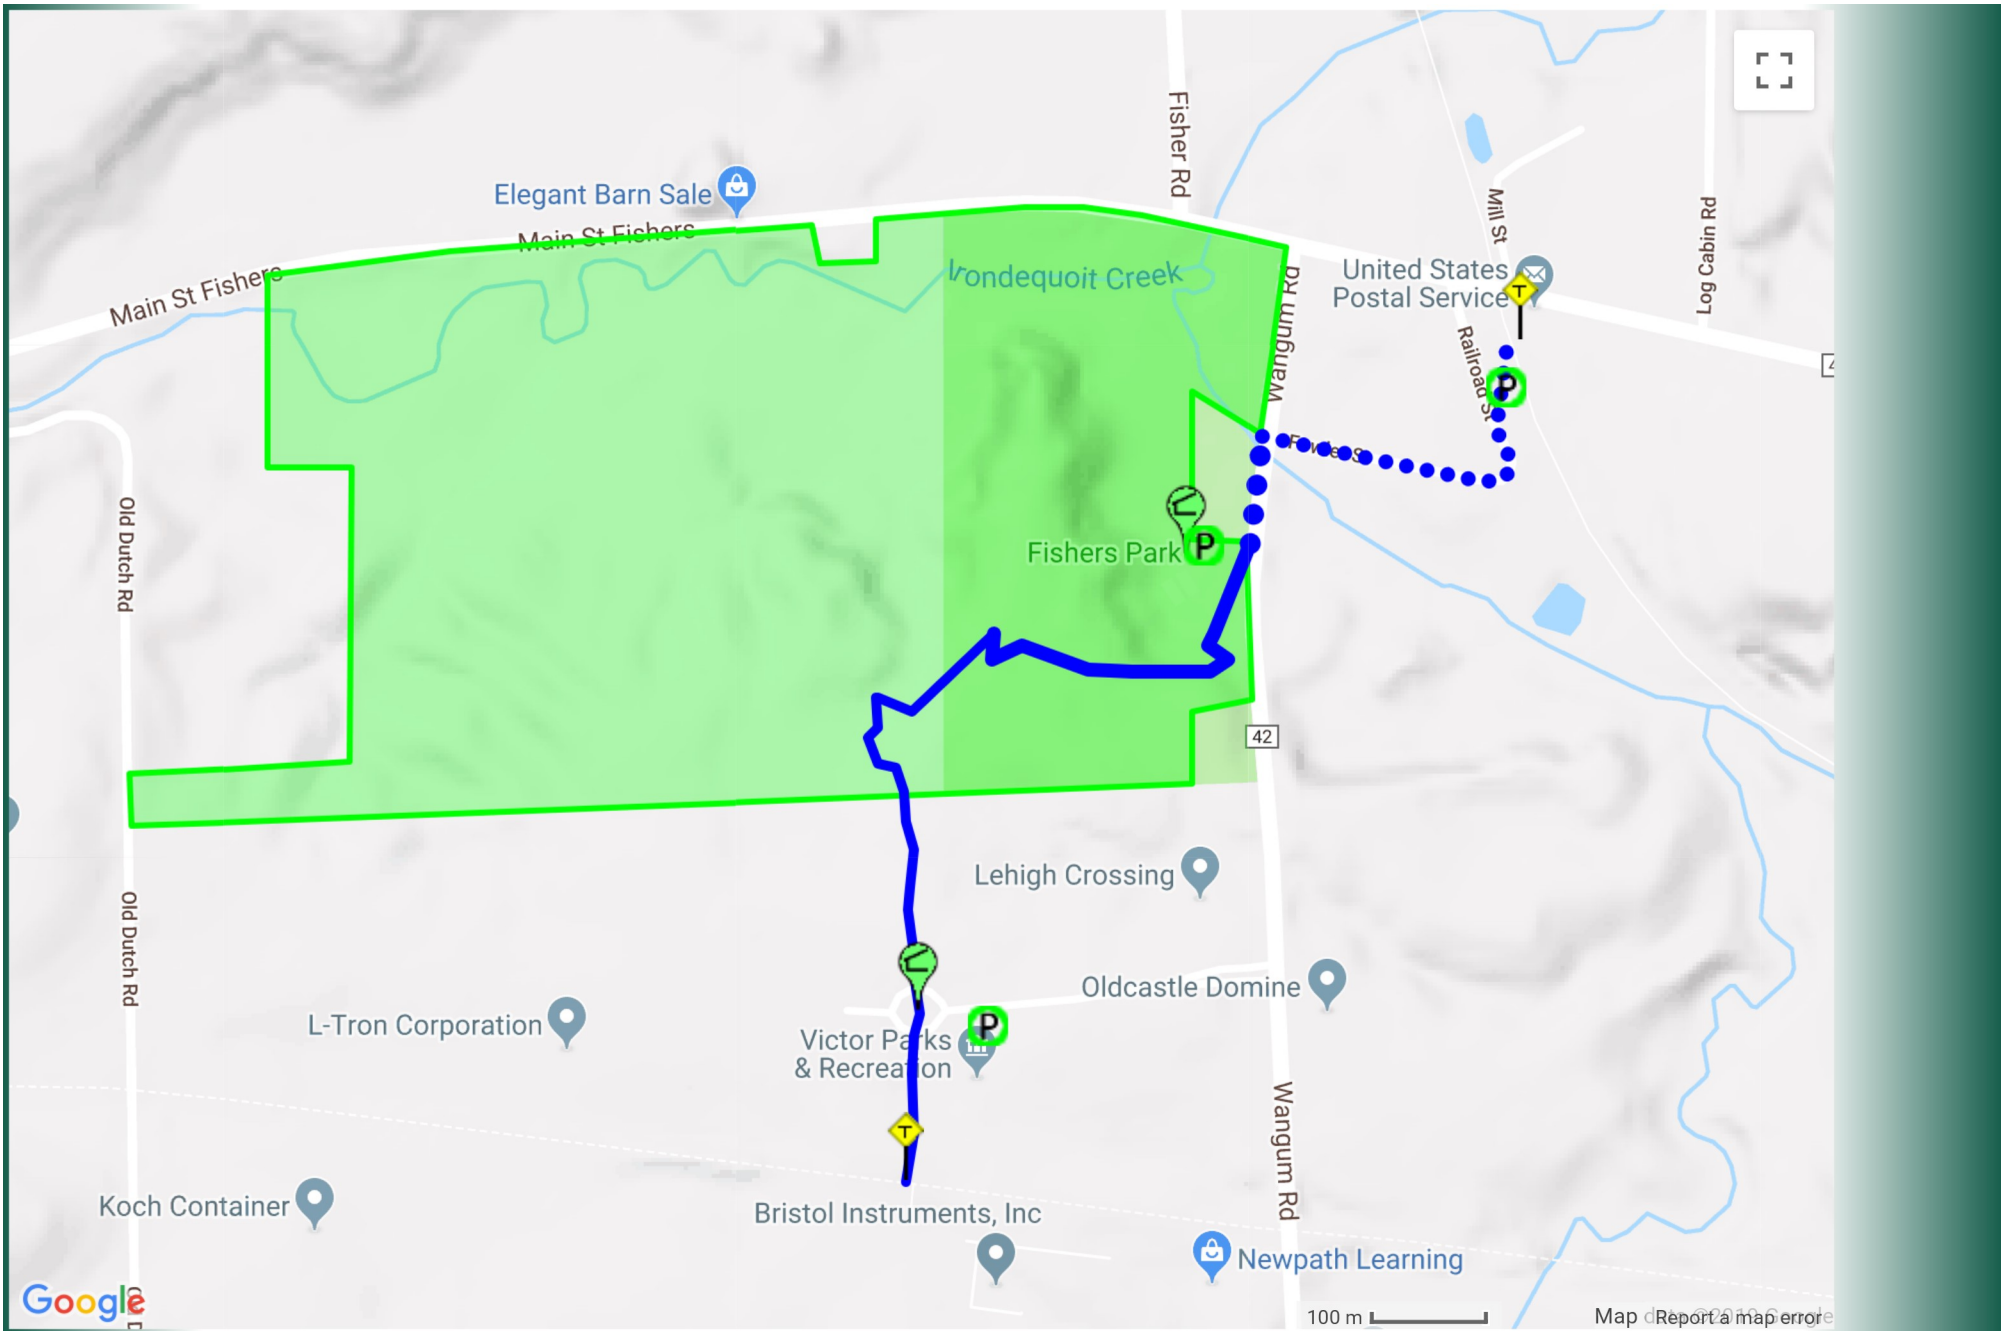 Fisher Rd
Elegant Barn Sale
Main St Fishers
Main St Fishers
Irondequoit Creek
Mill St
Log Cabin Rd
United States
Postal Service
T
Wangum Rd
Railroad St
P
Old Dutch Rd
Fishers Park
P
42
Lehigh Crossing
Old Dutch Rd
Oldcastle Domine
L-Tron Corporation
P
Victor Parks
& Recreation
Wangum Rd
T
Koch Container
Bristol Instruments, Inc
Newpath Learning
Google
100 m
Map
Report a map error